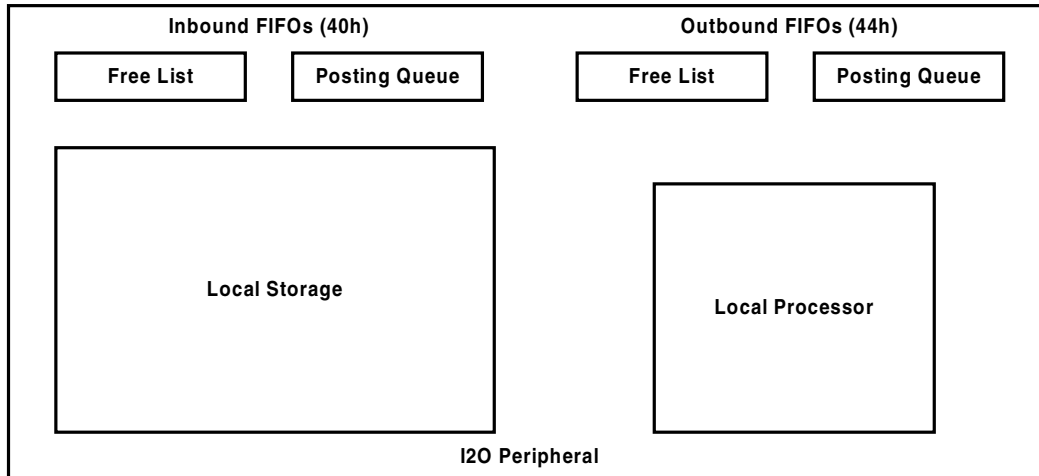 Inbound FIFOs (40h)
Outbound FIFOs (44h)
Free List
Posting Queue
Free List
Posting Queue
Local Storage
Local Processor
I2O Peripheral